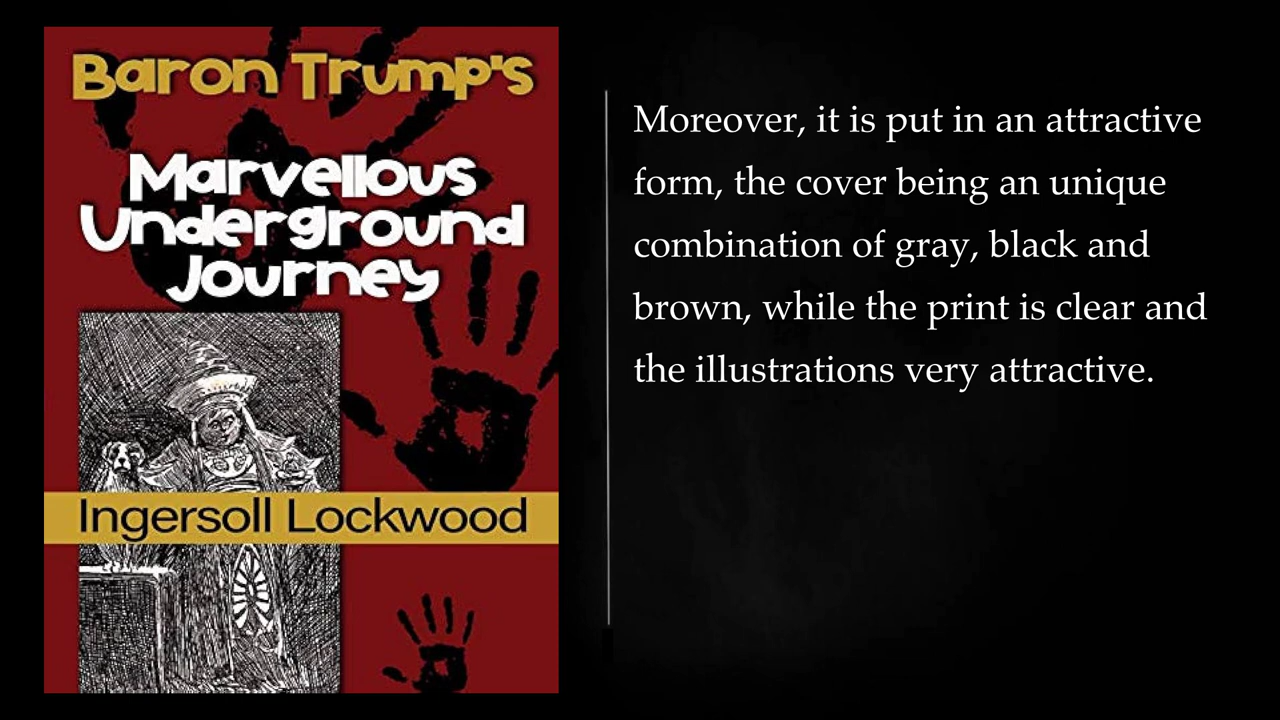 Baron Trump's
Marvellous
Underground
Journey
Ingersoll Lockwood
Moreover, it is put in an attractive
form, the cover being an unique
combination of gray, black and
brown, while the print is clear and
the illustrations very attractive.